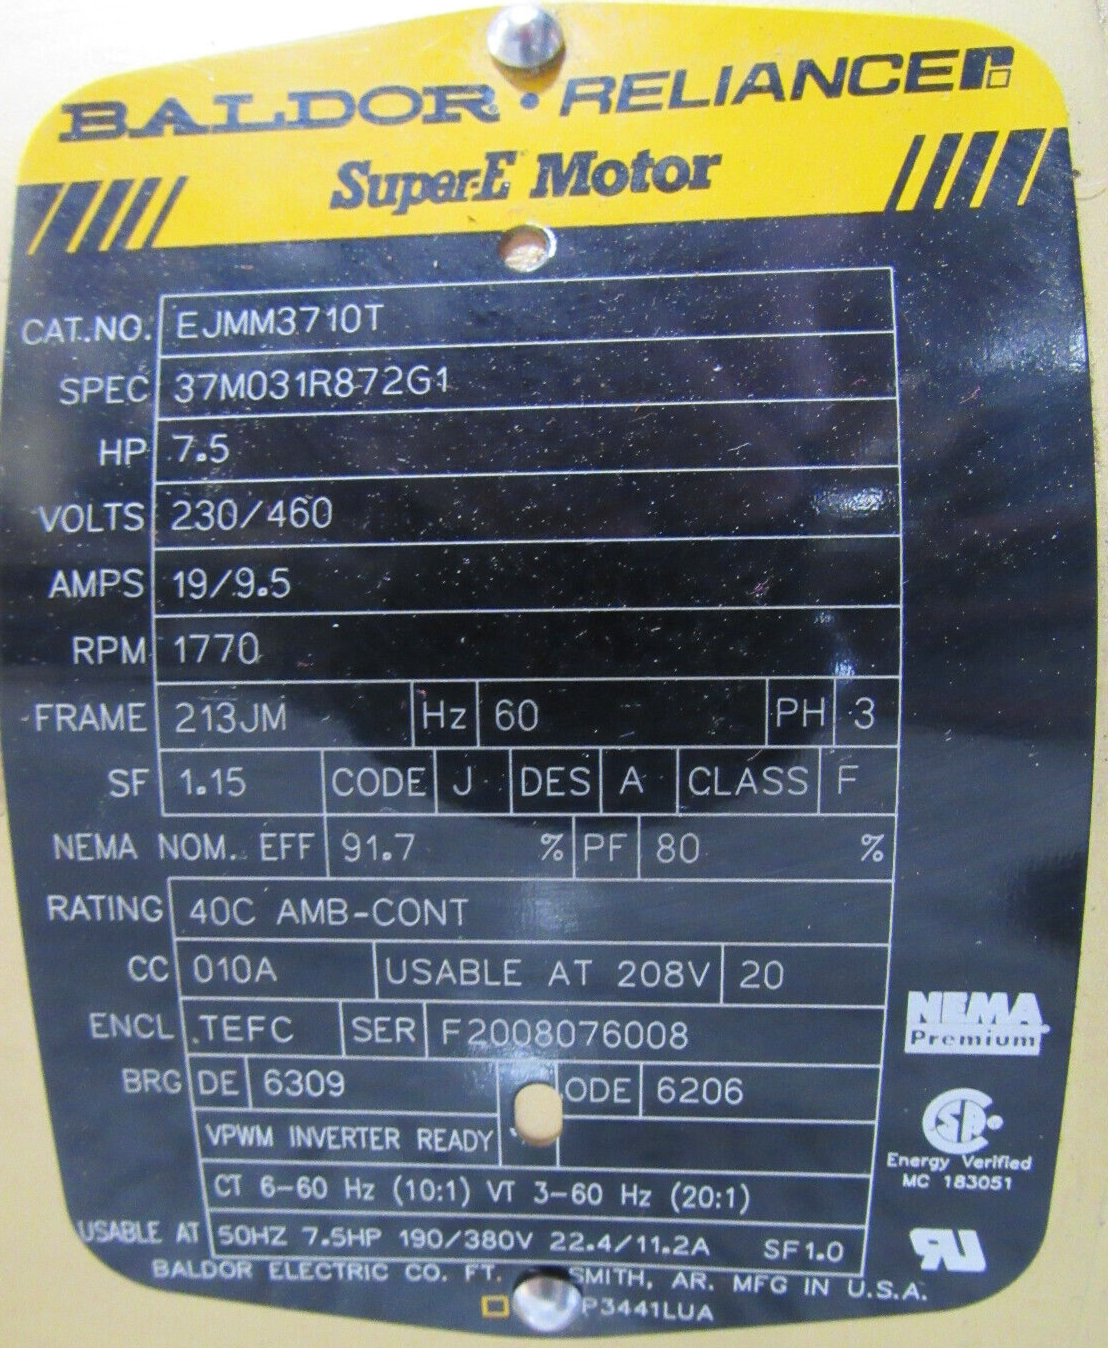 BALDOR · RELIANCE
Super-E Motor
CAT.NO. EJMM3710T
SPEC 37M031R872G1
HP 7.5
VOLTS 230/460
AMPS 19/9.5
RPM 1770
FRAME 213JM Hz 60 PH 3
SF 1.15 CODE J DES A CLASS F
NEMA NOM. EFF 91.7 % PF 80 %
RATING 40C AMB-CONT
CC 010A USABLE AT 208V 20
ENCL TEFC SER F2008076008
BRG DE 6309 ODE 6206
VPWM INVERTER READY
CT 6-60 Hz (10:1) VT 3-60 Hz (20:1)
USABLE AT 50HZ 7.5HP 190/380V 22.4/11.2A SF1.0
NEMA
Premium
Energy Verified
MC 183051
BALDOR ELECTRIC CO. FT. SMITH, AR. MFG IN U.S.A.
P3441LUA